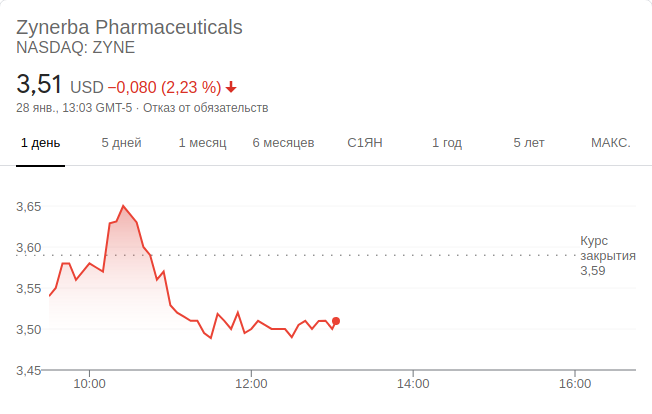 Zynerba Pharmaceuticals
NASDAQ: ZYNE
3,51 USD −0,080 (2,23 %)
28 янв., 13:03 GMT-5 · Отказ от обязательств
1 день 5 дней 1 месяц 6 месяцев С1ЯН 1 год 5 лет МАКС.
3,65
3,60
Курс
закрытия
3,59
3,55
3,50
3,45
10:00 12:00 14:00 16:00